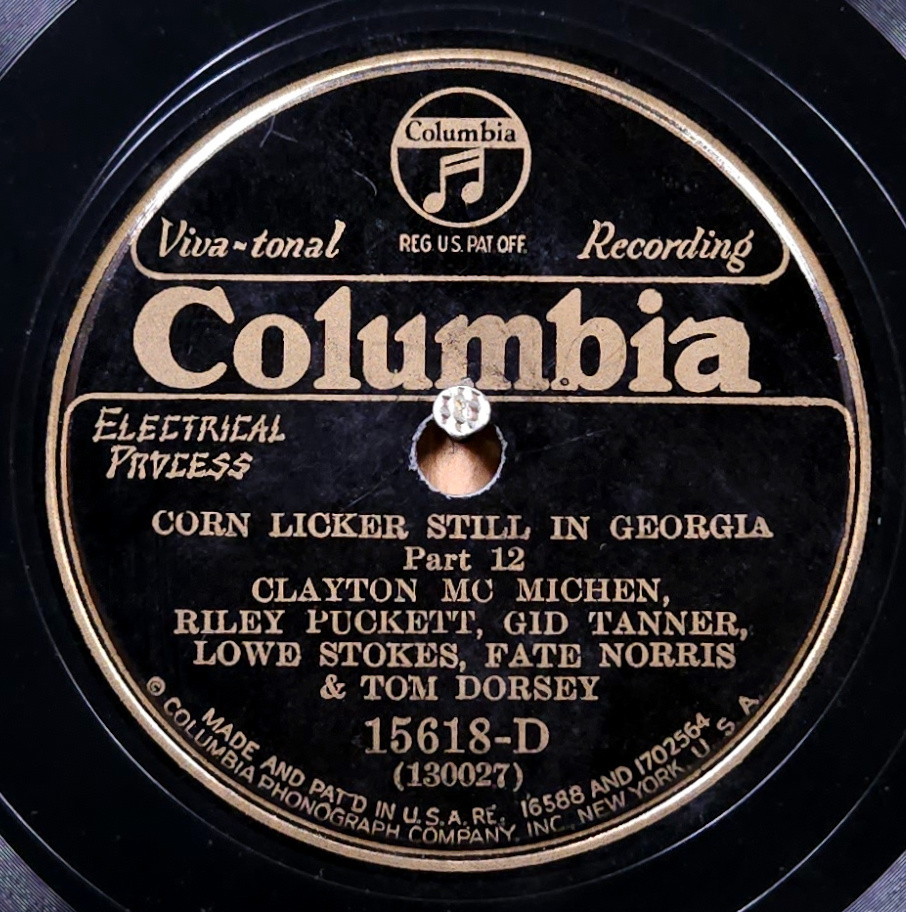 Columbia
REG. U.S. PAT. OFF.
Viva-tonal Recording
Columbia
ELECTRICAL
PROCESS
CORN LICKER STILL IN GEORGIA
Part 12
CLAYTON MC MICHEN,
RILEY PUCKETT, GID TANNER,
LOWE STOKES, FATE NORRIS
& TOM DORSEY
15618-D
(130027)
MADE AND PAT'D IN U.S.A. RE. 16588 AND 1702564
© COLUMBIA PHONOGRAPH COMPANY, INC. NEW YORK, U. S. A.